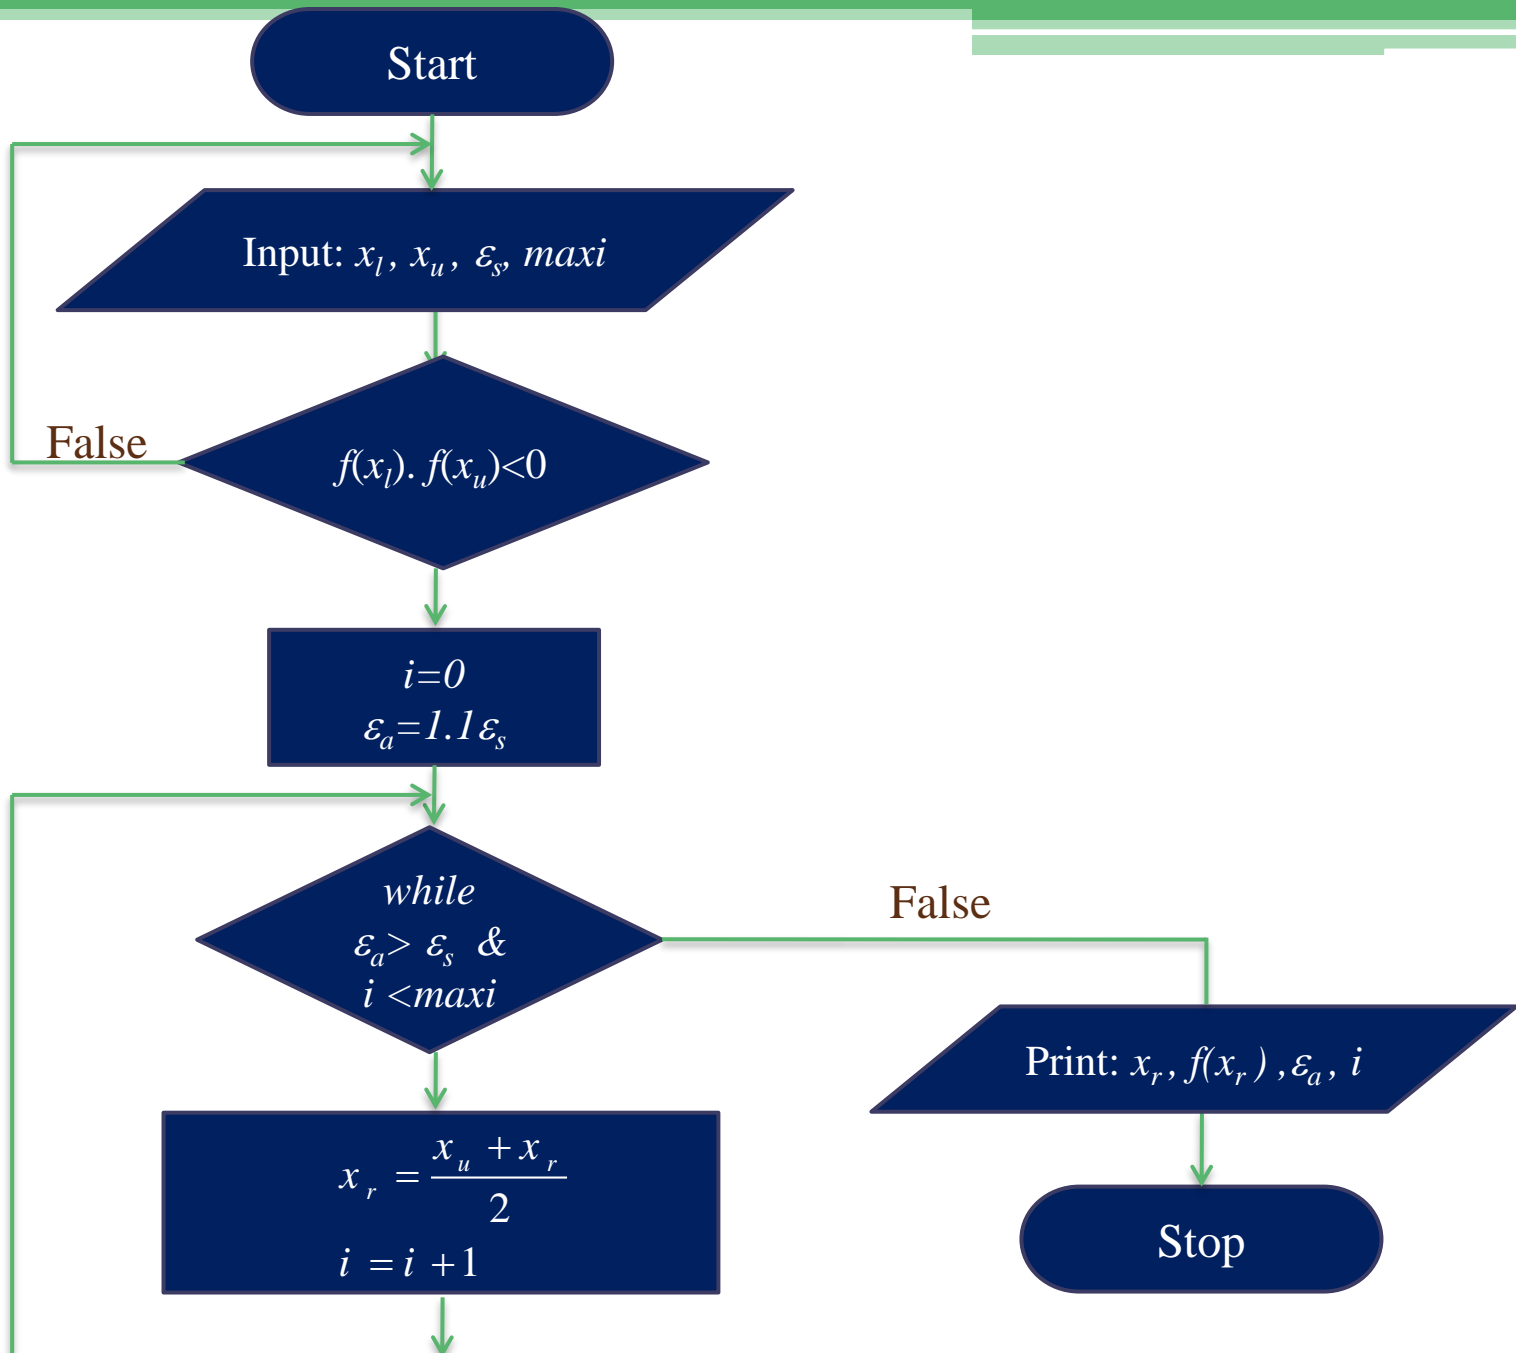 Start
Input: x_l, x_u, ε_s, maxi
False
f(x_l). f(x_u)<0
i=0
ε_a=1.1ε_s
while
ε_a> ε_s &
i <maxi
False
Print: x_r, f(x_r) ,ε_a, i
x_r = (x_u + x_r)/2
i = i +1
Stop